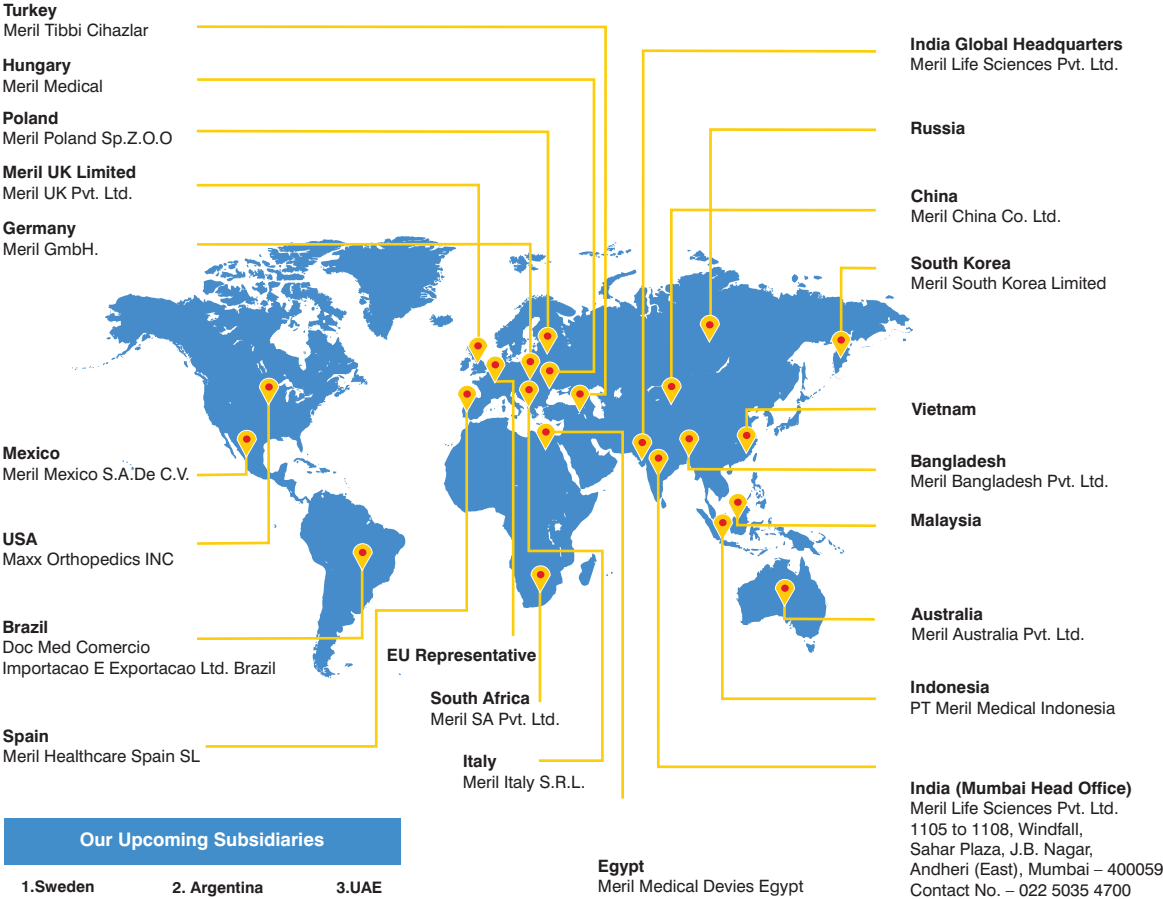 Turkey
Meril Tibbi Cihazlar
Hungary
Meril Medical
Poland
Meril Poland Sp.Z.O.O
Meril UK Limited
Meril UK Pvt. Ltd.
Germany
Meril GmbH.
Mexico
Meril Mexico S.A.De C.V.
USA
Maxx Orthopedics INC
Brazil
Doc Med Comercio
Importacao E Exportacao Ltd. Brazil
Spain
Meril Healthcare Spain SL
EU Representative
South Africa
Meril SA Pvt. Ltd.
Italy
Meril Italy S.R.L.
Egypt
Meril Medical Devies Egypt
India Global Headquarters
Meril Life Sciences Pvt. Ltd.
Russia
China
Meril China Co. Ltd.
South Korea
Meril South Korea Limited
Vietnam
Bangladesh
Meril Bangladesh Pvt. Ltd.
Malaysia
Australia
Meril Australia Pvt. Ltd.
Indonesia
PT Meril Medical Indonesia
India (Mumbai Head Office)
Meril Life Sciences Pvt. Ltd.
1105 to 1108, Windfall,
Sahar Plaza, J.B. Nagar,
Andheri (East), Mumbai – 400059
Contact No. – 022 5035 4700
Our Upcoming Subsidiaries
1.Sweden 2. Argentina 3.UAE